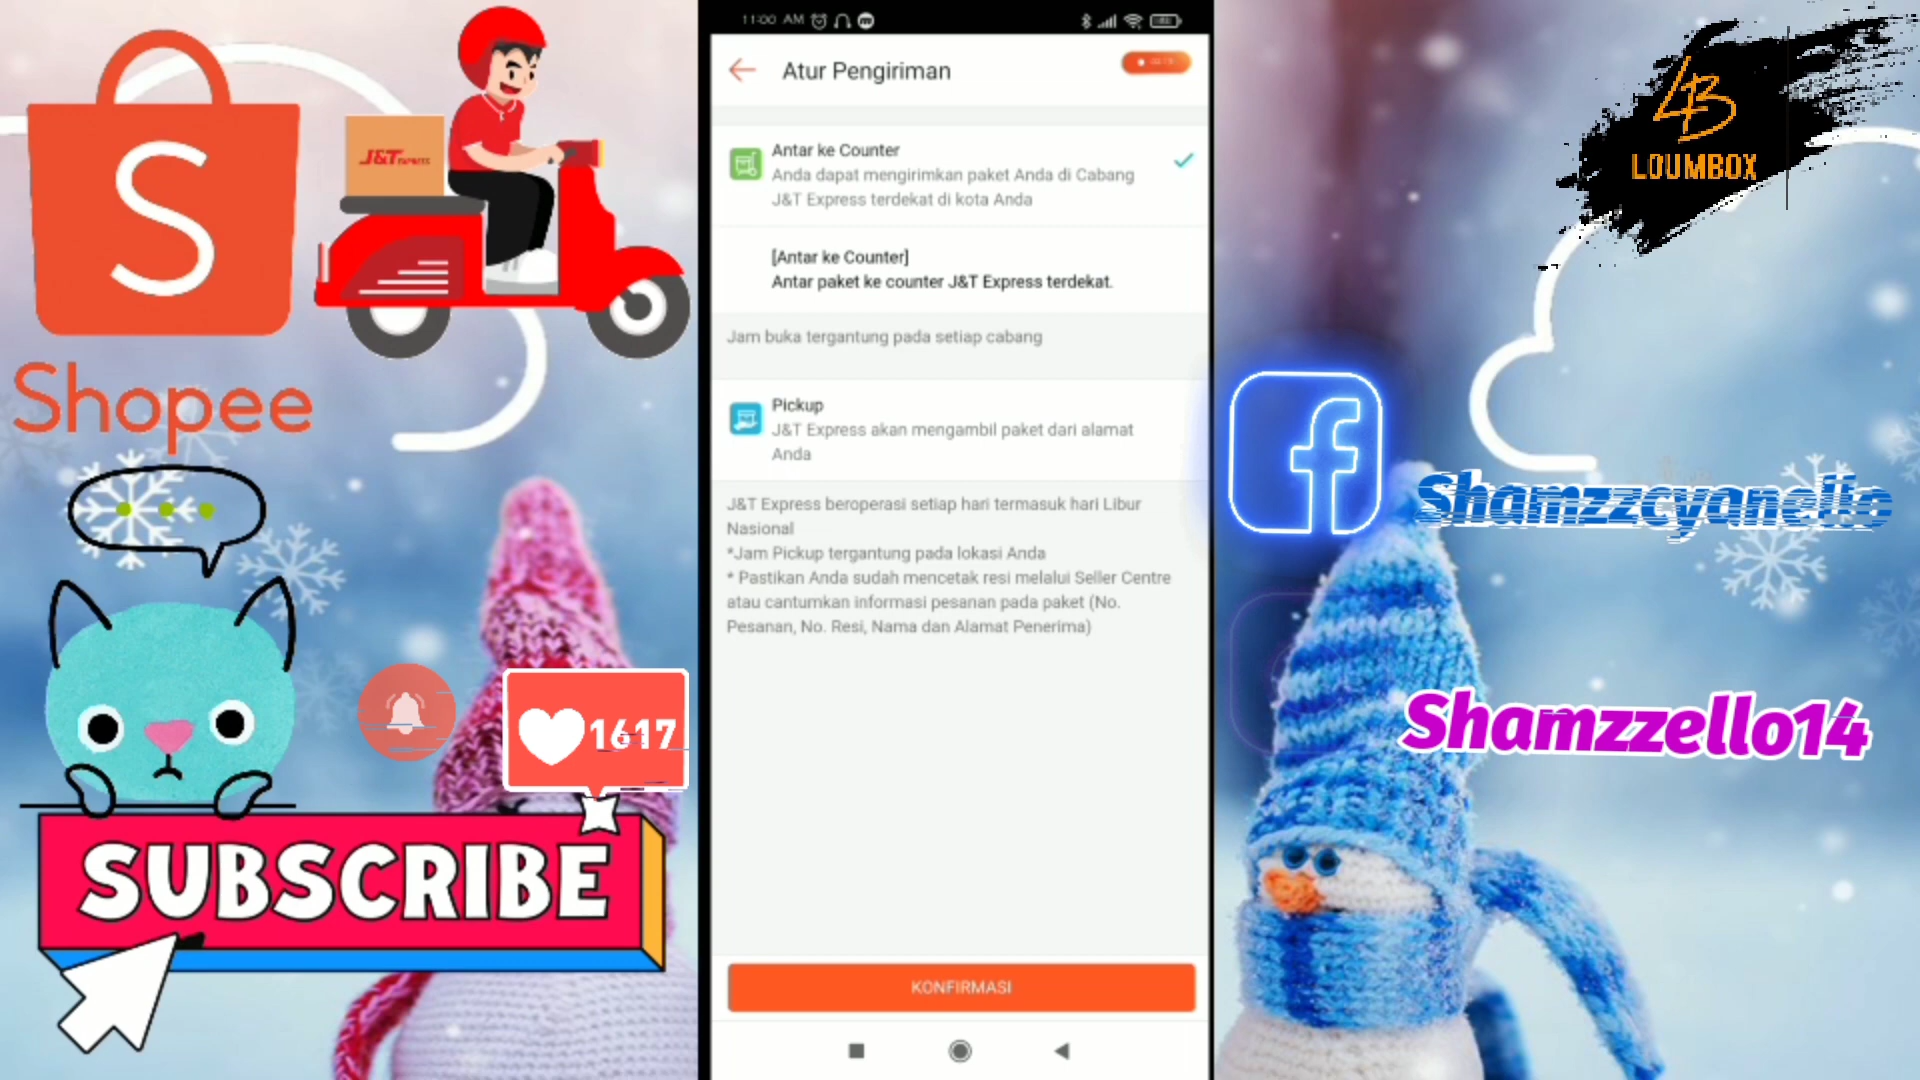 S
Shopee
J&T
SUBSCRIBE
1617
11:00 AM
Atur Pengiriman
Antar ke Counter
Anda dapat mengirimkan paket Anda di Cabang
J&T Express terdekat di kota Anda
[Antar ke Counter]
Antar paket ke counter J&T Express terdekat.
Jam buka tergantung pada setiap cabang
Pickup
J&T Express akan mengambil paket dari alamat
Anda
J&T Express beroperasi setiap hari termasuk hari Libur
Nasional
*Jam Pickup tergantung pada lokasi Anda
* Pastikan Anda sudah mencetak resi melalui Seller Centre
atau cantumkan informasi pesanan pada paket (No.
Pesanan, No. Resi, Nama dan Alamat Penerima)
KONFIRMASI
LB
LOUMBOX
f
Shamzzcyanello
Shamzzello14